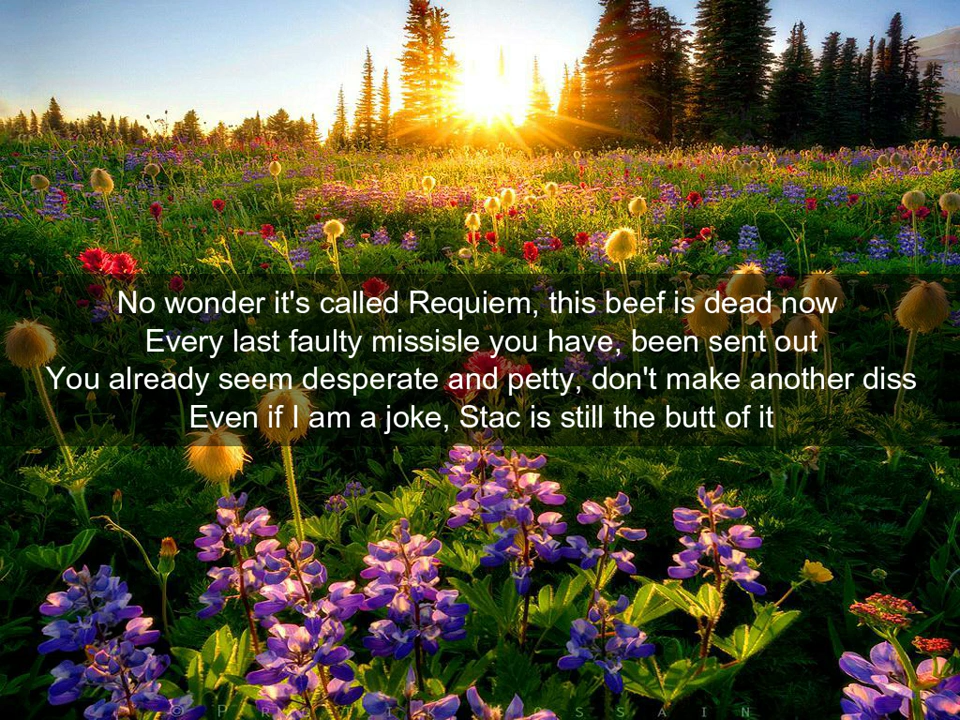 No wonder it's called Requiem, this beef is dead now
Every last faulty missisle you have, been sent out
You already seem desperate and petty, don't make another diss
Even if I am a joke, Stac is still the butt of it